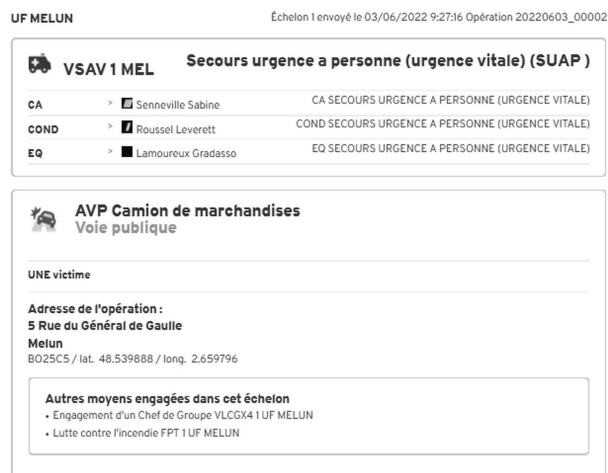 UF MELUN
Échelon 1 envoyé le 03/06/2022 9:27:16 Opération 20220603_00002
VSAV 1 MEL
Secours urgence a personne (urgence vitale) (SUAP )
CA > Senneville Sabine CA SECOURS URGENCE A PERSONNE (URGENCE VITALE)
COND > Roussel Leverett COND SECOURS URGENCE A PERSONNE (URGENCE VITALE)
EQ > Lamoureux Gradasso EQ SECOURS URGENCE A PERSONNE (URGENCE VITALE)
AVP Camion de marchandises
Voie publique
UNE victime
Adresse de l'opération :
5 Rue du Général de Gaulle
Melun
BO25C5 / lat. 48.539888 / long. 2.659796
Autres moyens engagées dans cet échelon
• Engagement d'un Chef de Groupe VLCGX4 1 UF MELUN
• Lutte contre l'incendie FPT 1 UF MELUN